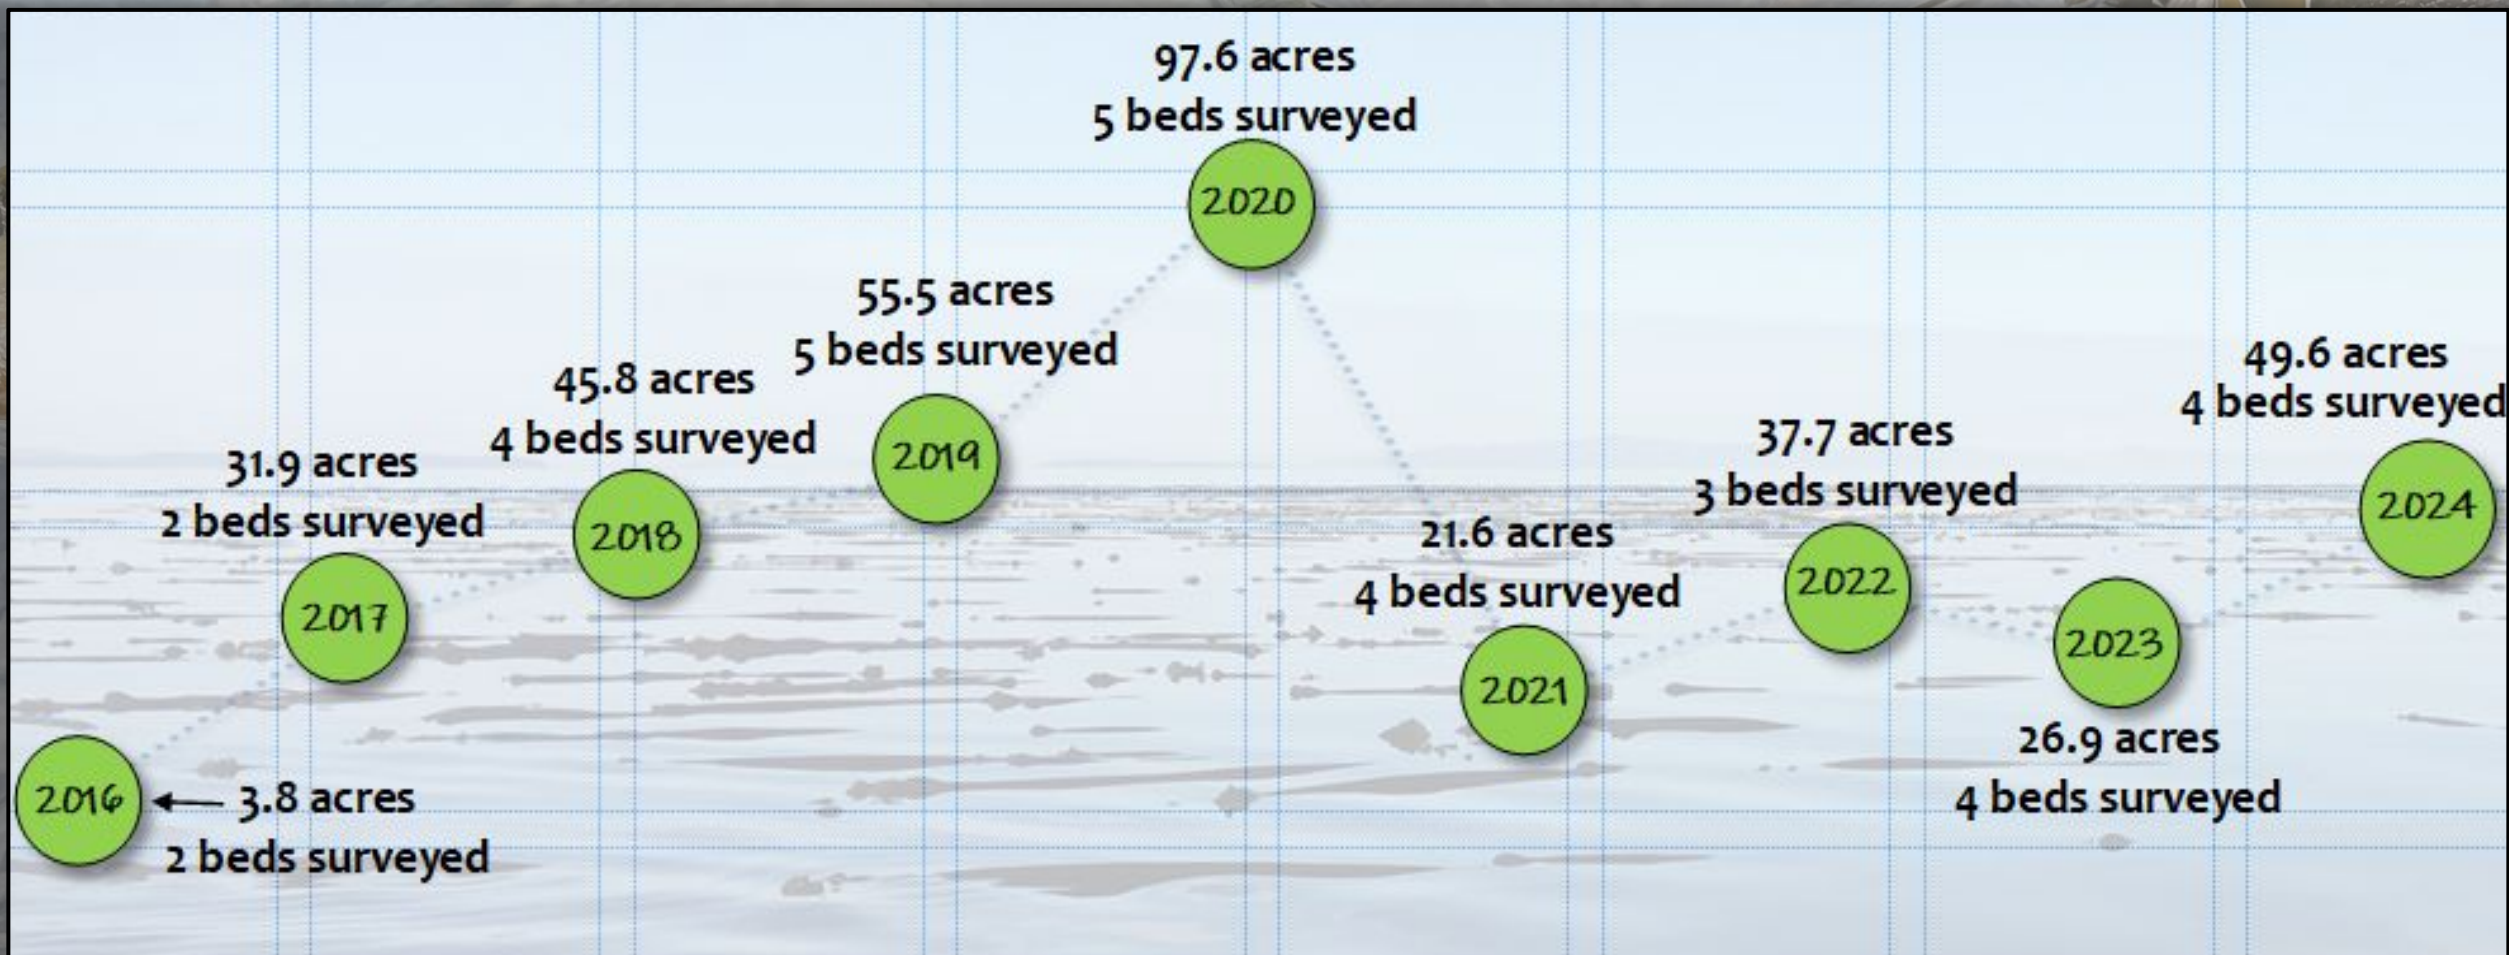 97.6 acres
5 beds surveyed
2020
55.5 acres
5 beds surveyed
2019
45.8 acres
4 beds surveyed
2018
31.9 acres
2 beds surveyed
2017
2016
3.8 acres
2 beds surveyed
21.6 acres
4 beds surveyed
2021
37.7 acres
3 beds surveyed
2022
2023
26.9 acres
4 beds surveyed
49.6 acres
4 beds surveyed
2024